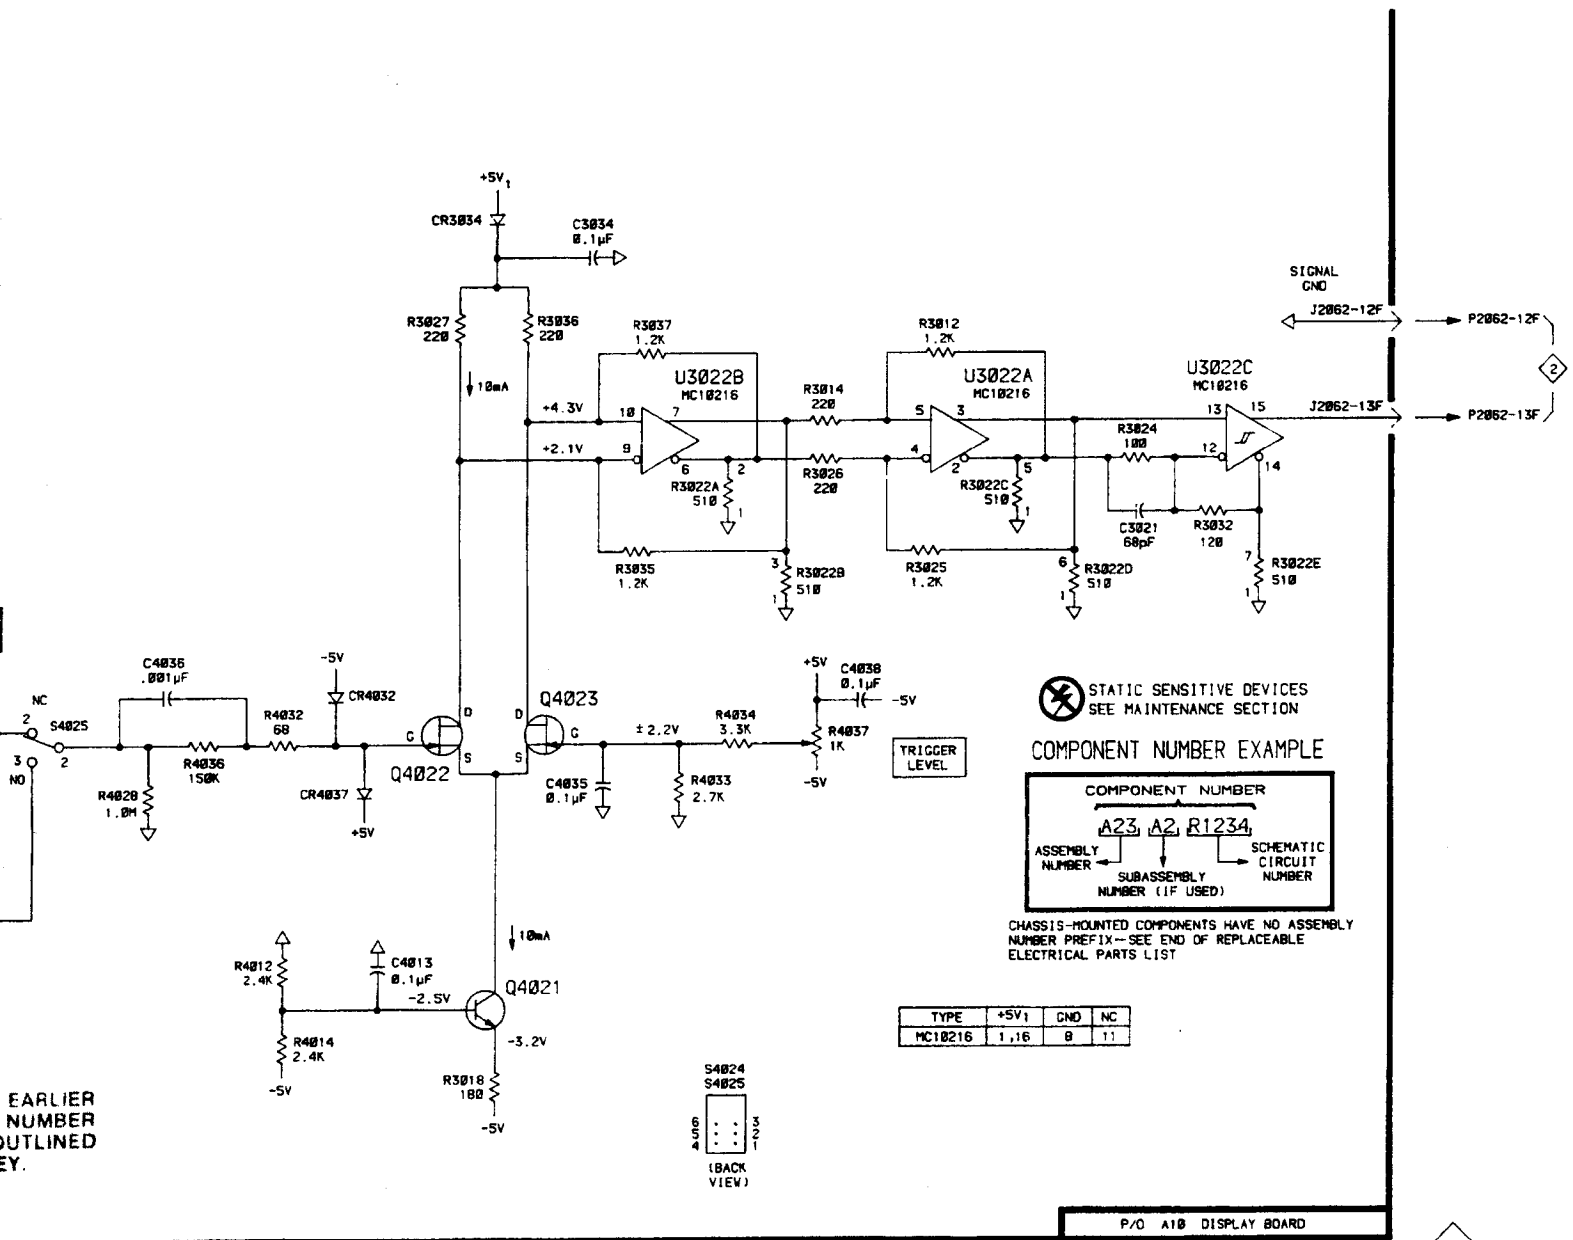 +5V1
CR3034
C3034
0.1µF
R3027
220
R3036
220
10mA
+4.3V
+2.1V
R3037
1.2K
U3022B
MC10216
10
7
9
6
2
R3022A
510
1
R3035
1.2K
3
R3022B
510
1
R3014
220
R3026
220
R3012
1.2K
U3022A
MC10216
5
3
4
2
5
R3022C
510
1
R3025
1.2K
6
R3022D
510
1
U3022C
MC10216
13
15
12
14
R3024
100
C3021
68pF
R3032
120
7
R3022E
510
1
SIGNAL
GND
J2062-12F
P2062-12F
2
J2062-13F
P2062-13F
NC
2
S4025
3
2
NO
C4036
.001µF
R4028
1.0M
R4036
150K
R4032
68
-5V
CR4032
CR4037
+5V
D
G
S
Q4022
D
G
S
Q4023
C4035
0.1µF
±2.2V
R4033
2.7K
R4034
3.3K
+5V
C4038
0.1µF
-5V
R4037
1K
-5V
TRIGGER
LEVEL
10mA
R4012
2.4K
C4013
0.1µF
-2.5V
Q4021
-3.2V
R4014
2.4K
-5V
R3018
180
-5V
STATIC SENSITIVE DEVICES
SEE MAINTENANCE SECTION
COMPONENT NUMBER EXAMPLE
COMPONENT NUMBER
A23 A2 R1234
ASSEMBLY
NUMBER
SUBASSEMBLY
NUMBER (IF USED)
SCHEMATIC
CIRCUIT
NUMBER
CHASSIS-MOUNTED COMPONENTS HAVE NO ASSEMBLY
NUMBER PREFIX--SEE END OF REPLACEABLE
ELECTRICAL PARTS LIST
TYPE +5V1 GND NC
MC10216 1,16 8 11
S4024
S4025
6 3
5 2
4 1
(BACK
VIEW)
EARLIER
NUMBER
OUTLINED
EY.
P/O A10 DISPLAY BOARD